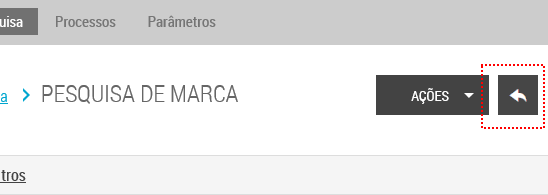 uisa Processos Parâmetros
a PESQUISA DE MARCA AÇÕES
tros